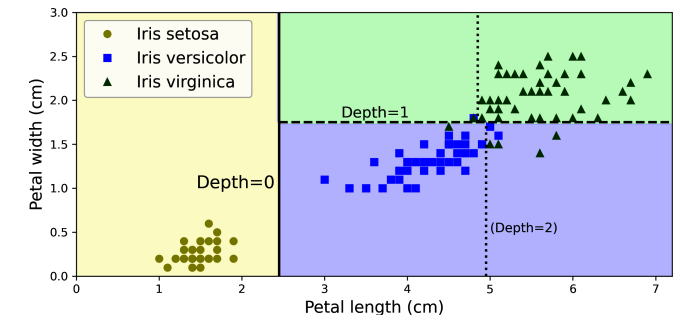 3.0
2.5
2.0
1.5
1.0
0.5
0.0
Petal width (cm)
Iris setosa
Iris versicolor
Iris virginica
Depth=1
Depth=0
(Depth=2)
0 1 2 3 4 5 6 7
Petal length (cm)